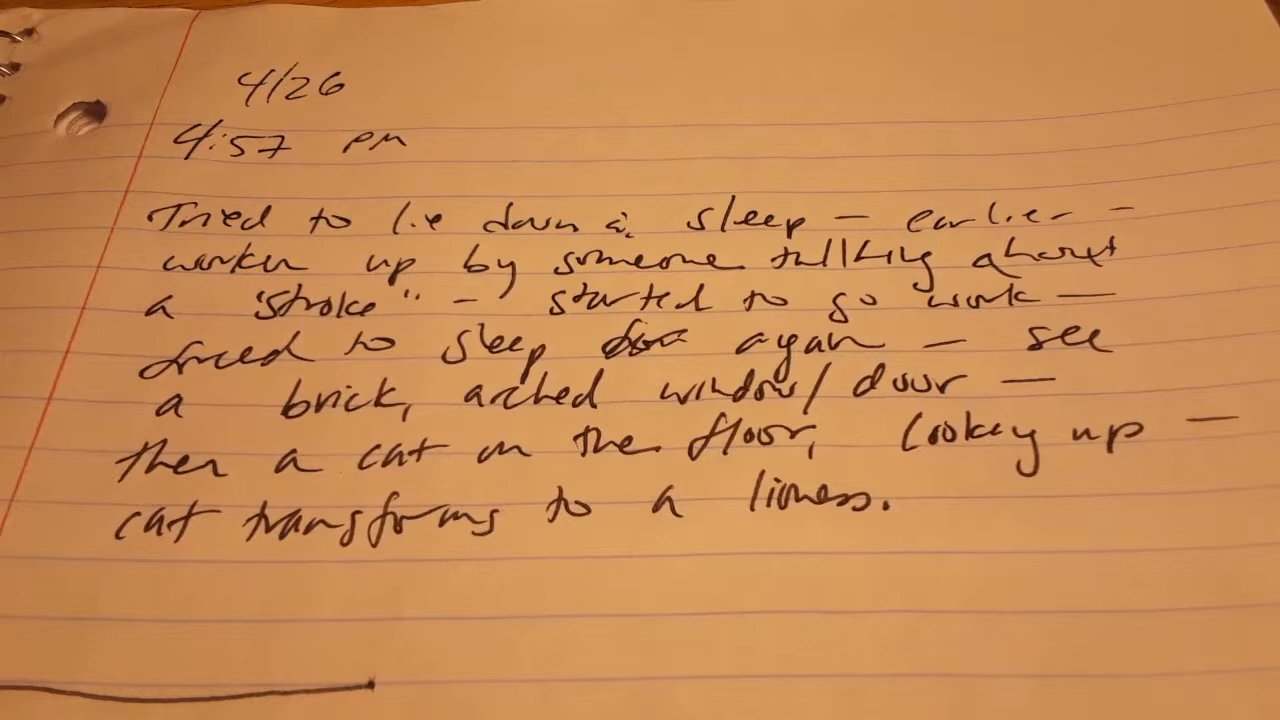 4/26
4:57 pm
Tried to lie down & sleep – earlier –
woken up by someone talking about
a "stroke" – started to go work –
tried to sleep again – see
a brick, arched window/door –
then a cat on the floor, looking up –
cat transforms to a lioness.